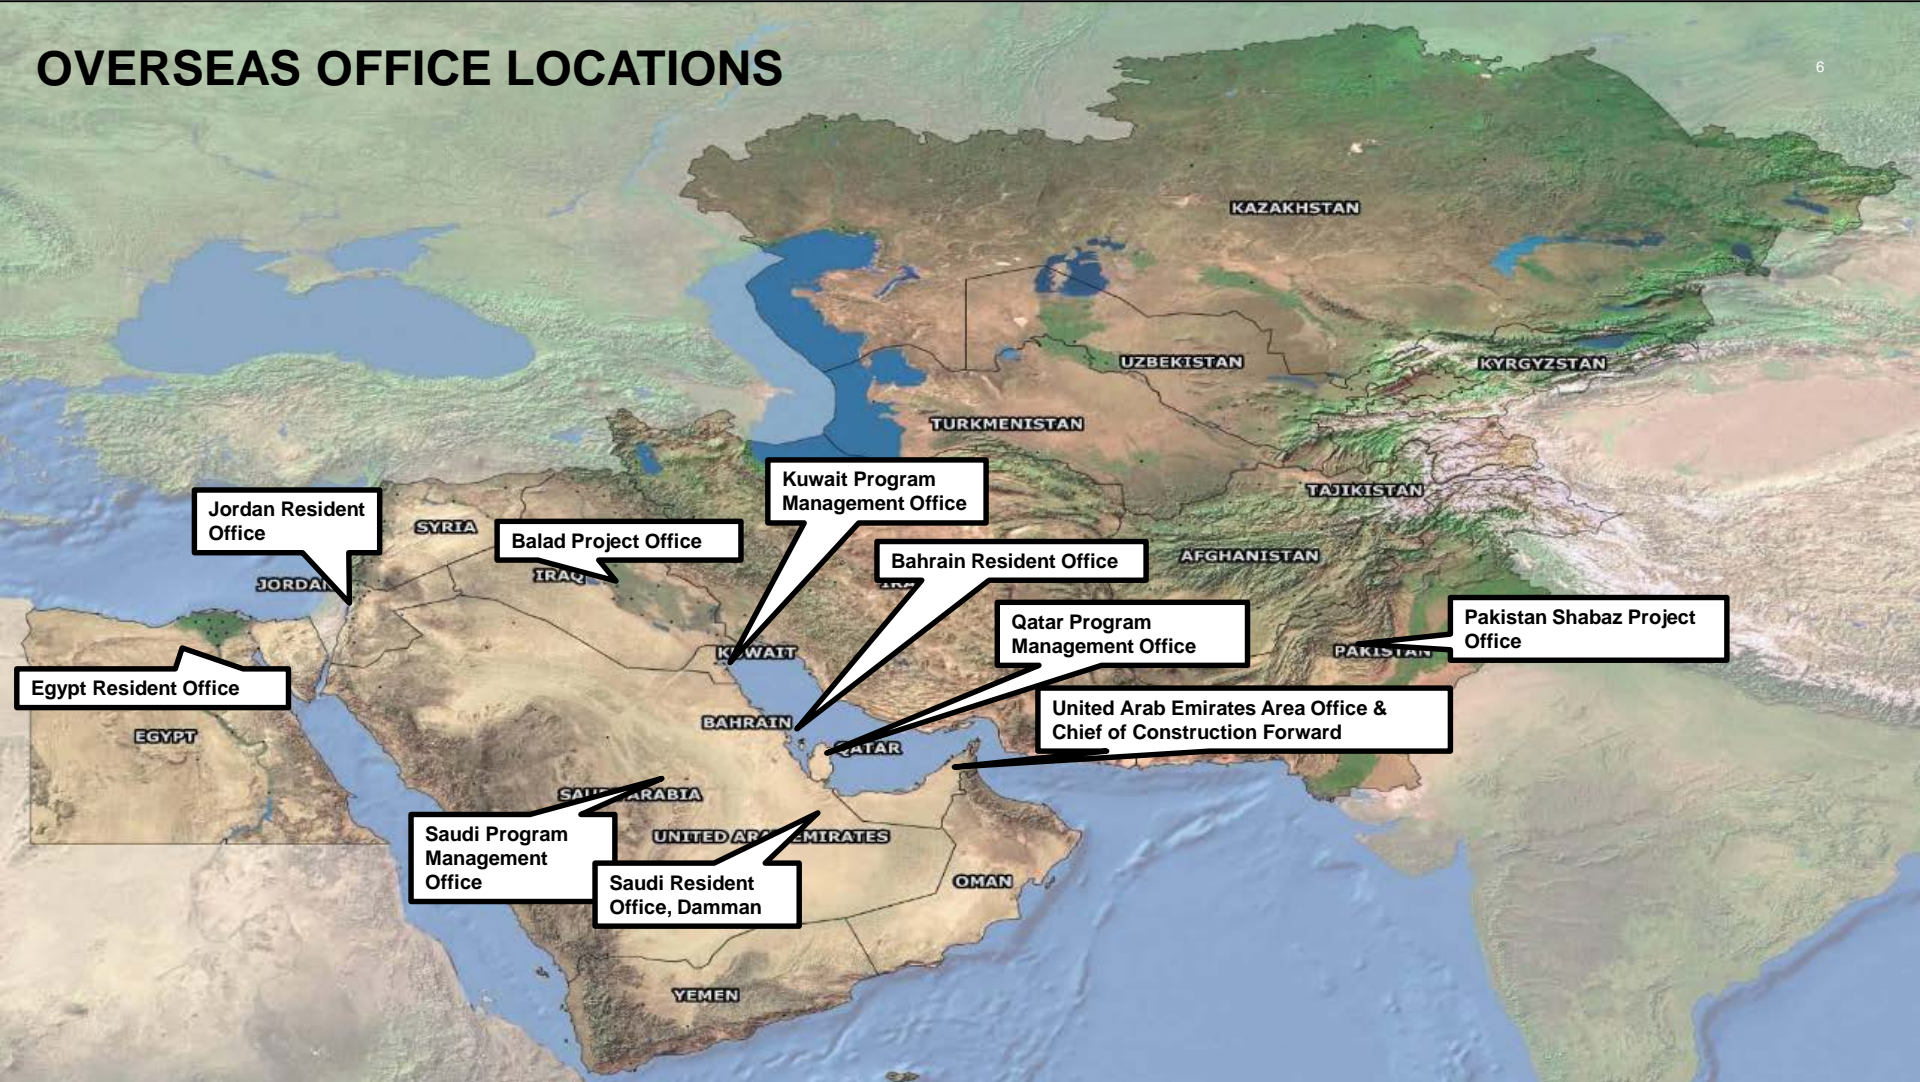 OVERSEAS OFFICE LOCATIONS
6
KAZAKHSTAN
UZBEKISTAN
KYRGYZSTAN
TURKMENISTAN
Kuwait Program
Management Office
TAJIKISTAN
Jordan Resident
Office
SYRIA
Balad Project Office
Bahrain Resident Office
AFGHANISTAN
IRAQ
JORDAN
Qatar Program
Management Office
Pakistan Shabaz Project
Office
KUWAIT
PAKISTAN
Egypt Resident Office
United Arab Emirates Area Office &
Chief of Construction Forward
BAHRAIN
EGYPT
QATAR
SAUDI ARABIA
Saudi Program
Management
Office
UNITED ARAB EMIRATES
Saudi Resident
Office, Damman
OMAN
YEMEN